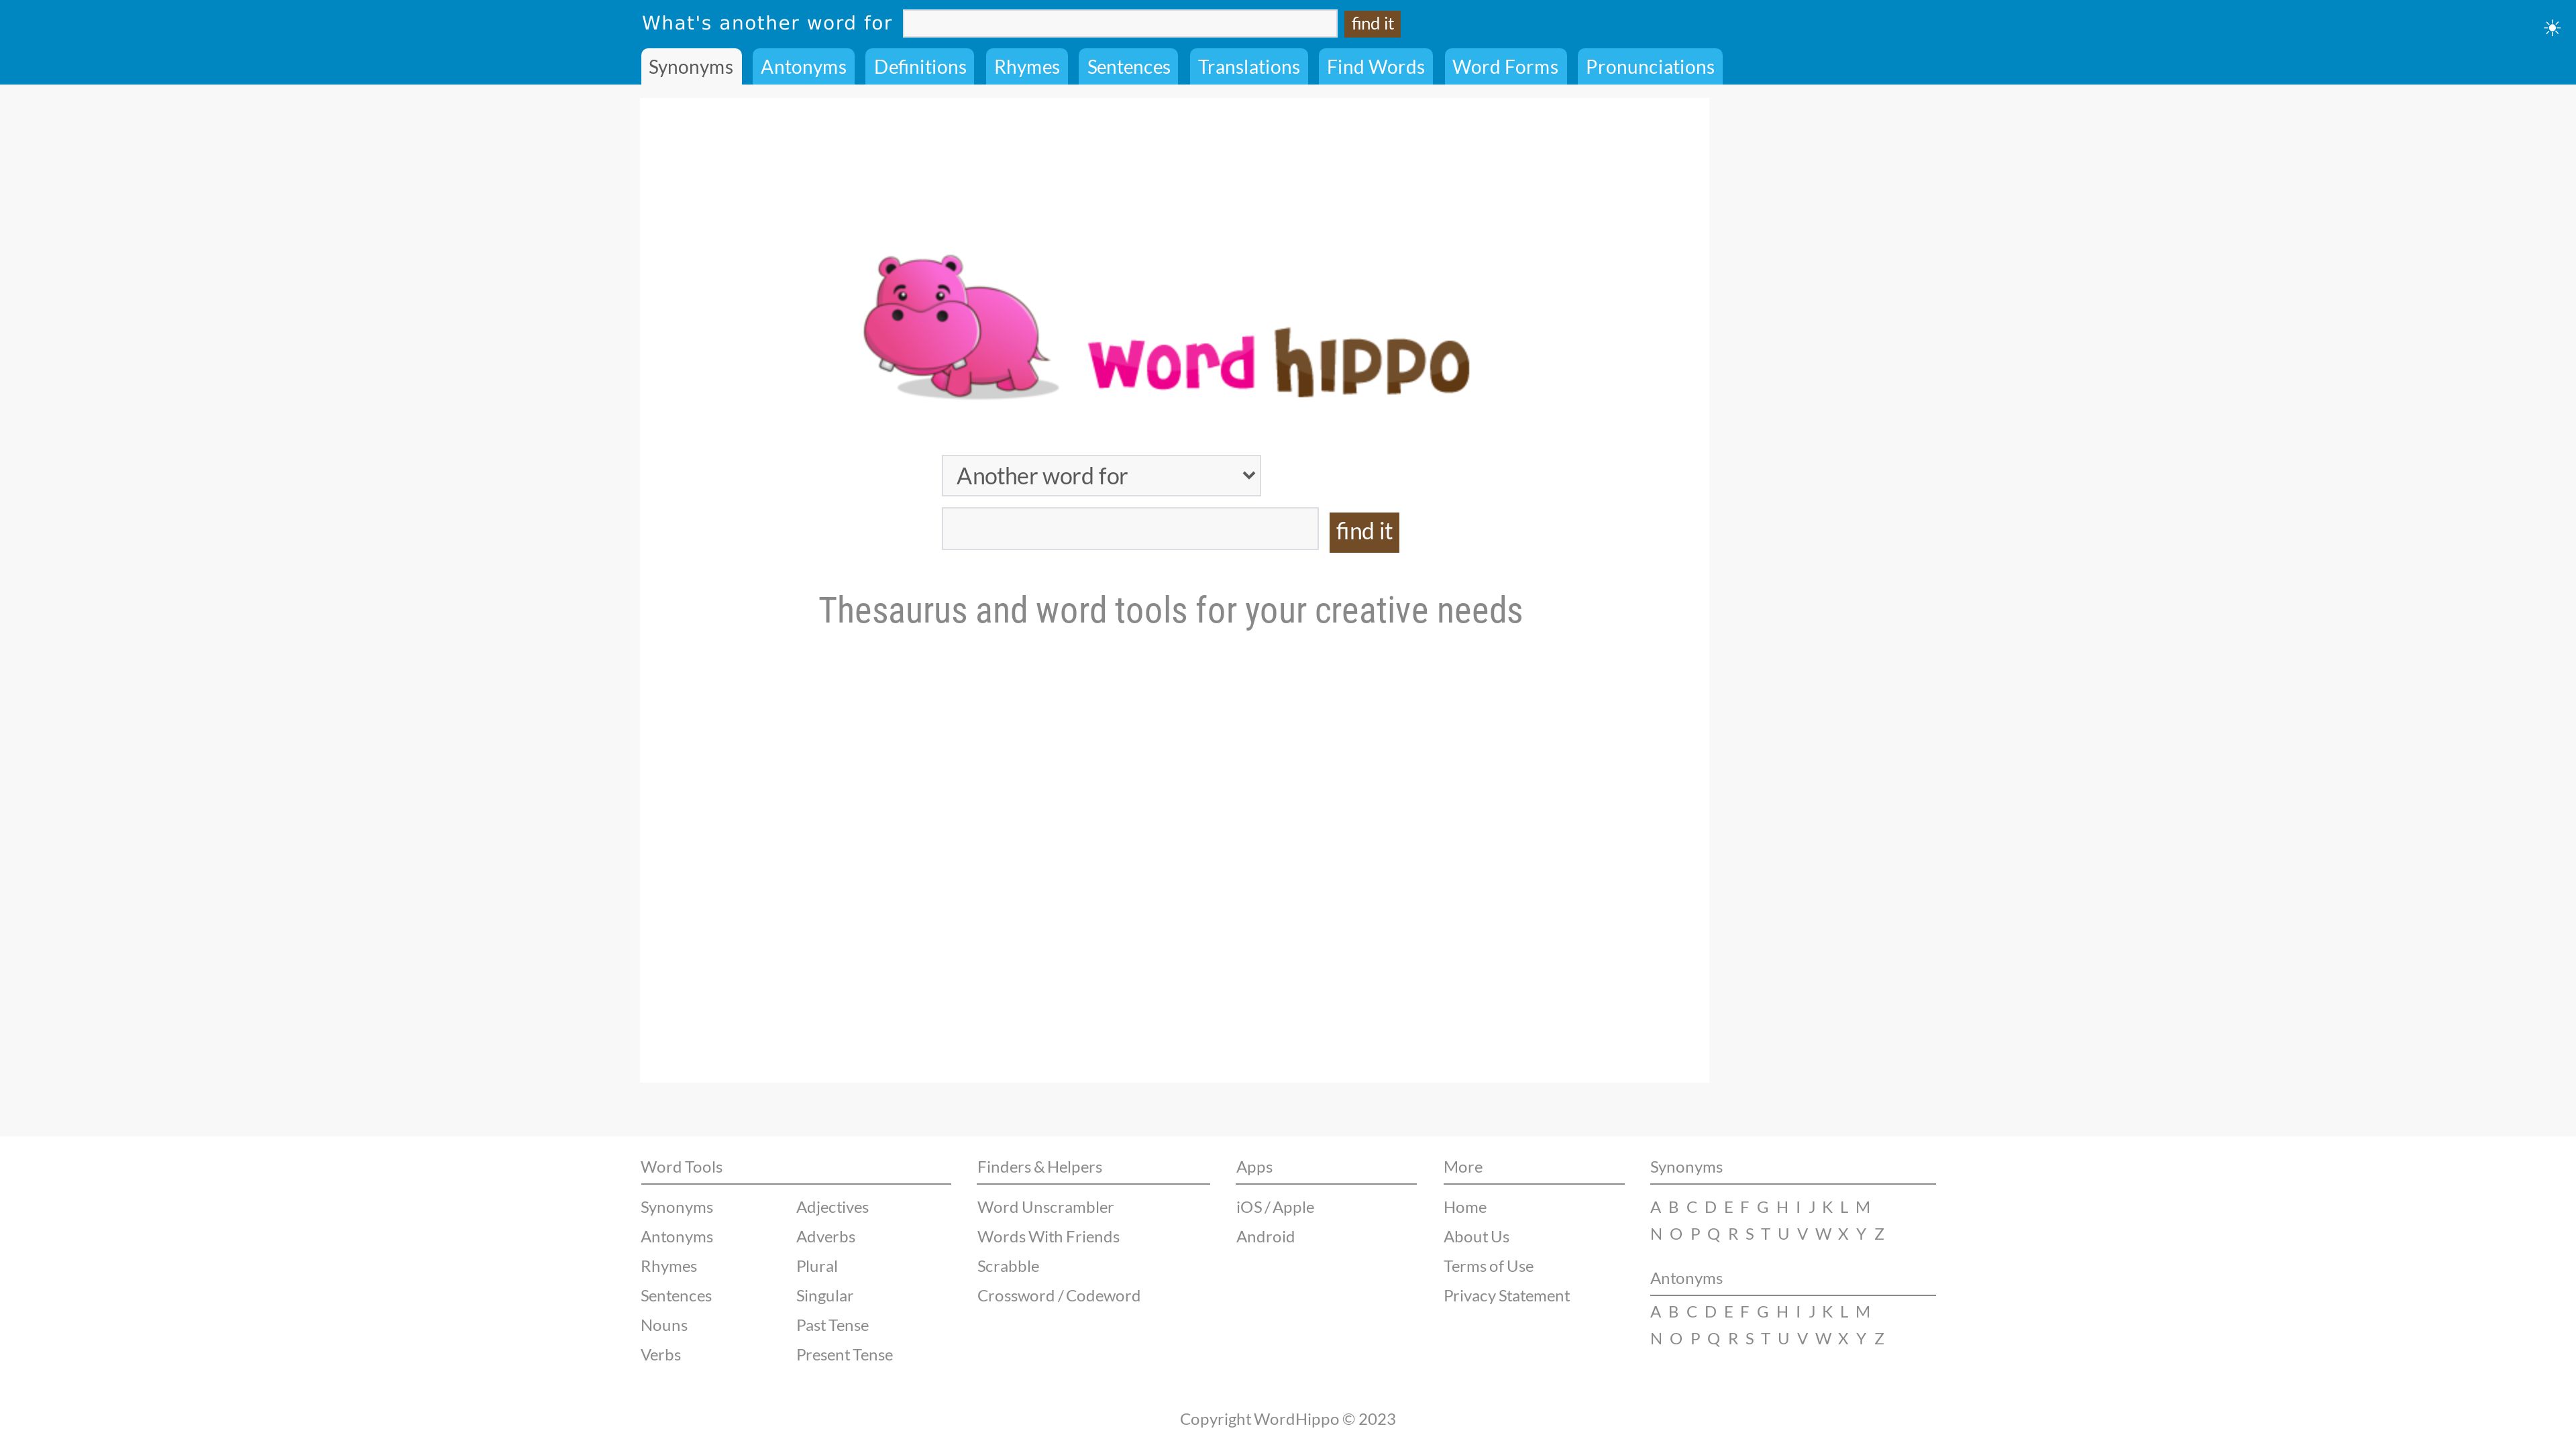 What's another word for find it
Synonyms Antonyms Definitions Rhymes Sentences Translations Find Words Word Forms Pronunciations
word hippo
Another word for
find it
Thesaurus and word tools for your creative needs
Word Tools
Synonyms
Antonyms
Rhymes
Sentences
Nouns
Verbs
Adjectives
Adverbs
Plural
Singular
Past Tense
Present Tense
Finders & Helpers
Word Unscrambler
Words With Friends
Scrabble
Crossword / Codeword
Apps
iOS / Apple
Android
More
Home
About Us
Terms of Use
Privacy Statement
Synonyms
A B C D E F G H I J K L M
N O P Q R S T U V W X Y Z
Antonyms
A B C D E F G H I J K L M
N O P Q R S T U V W X Y Z
Copyright WordHippo © 2023